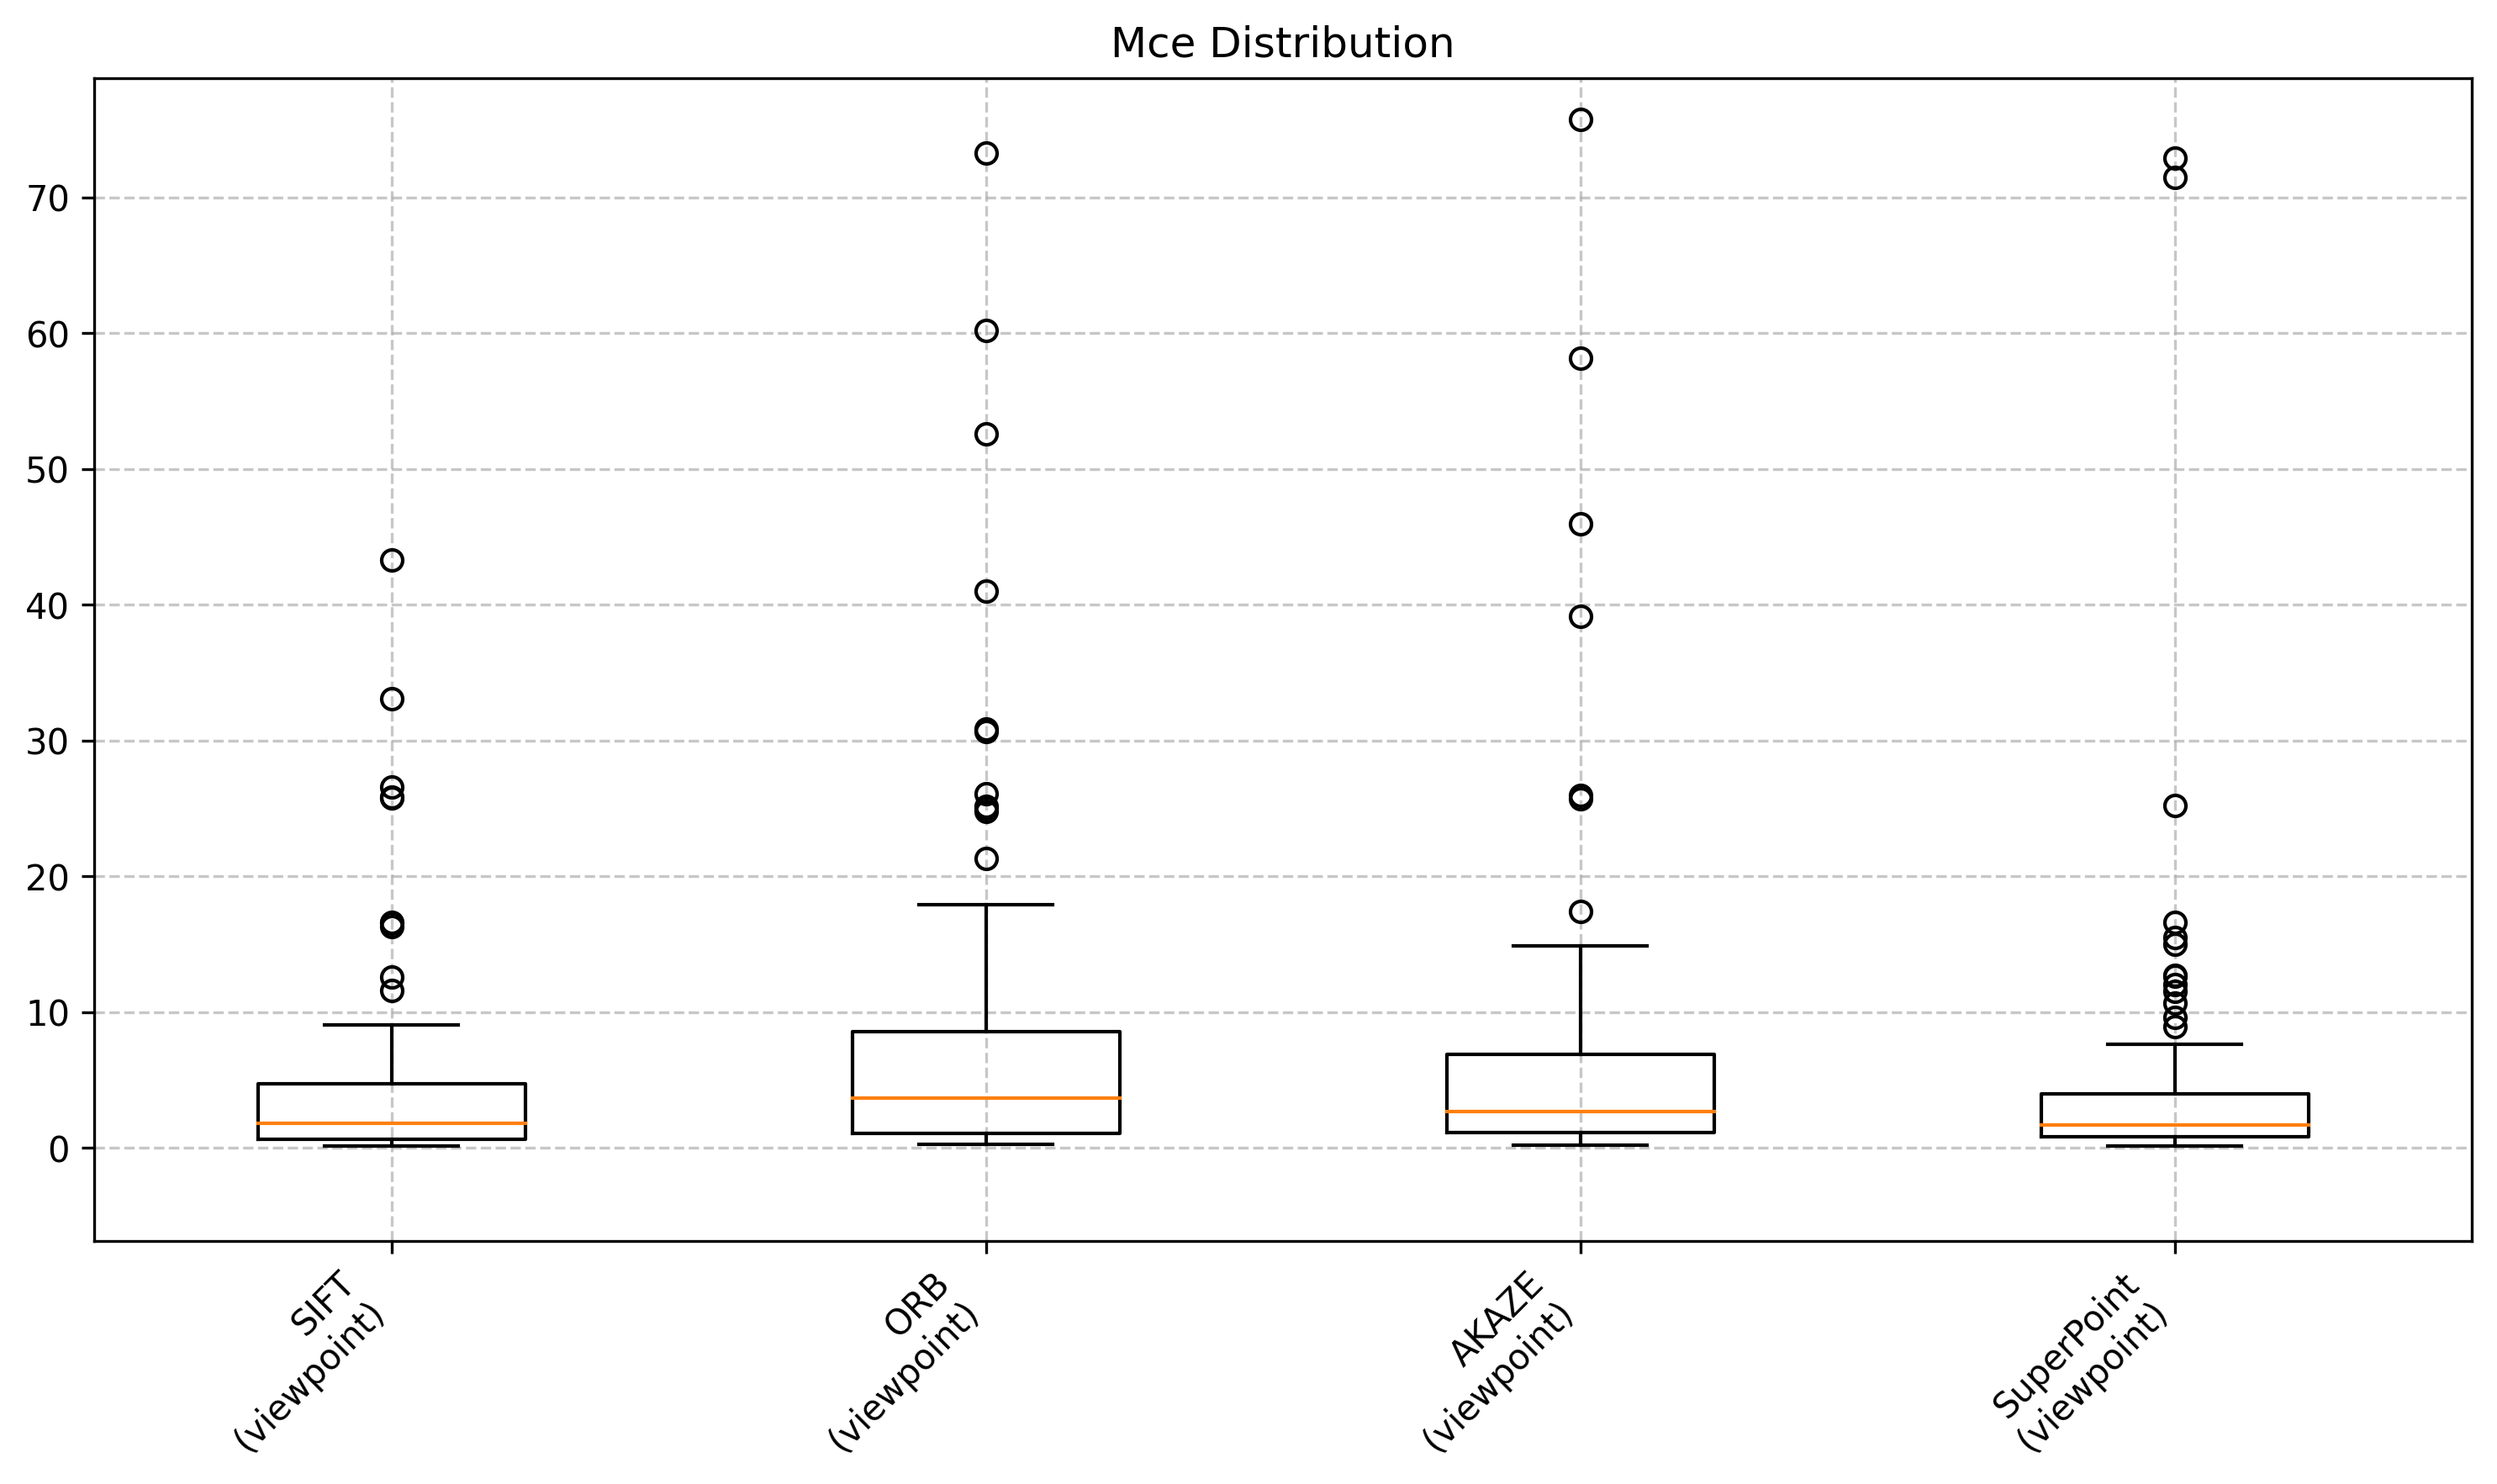 Mce Distribution
70
60
50
40
30
20
10
0
SIFT
(viewpoint)
ORB
(viewpoint)
AKAZE
(viewpoint)
SuperPoint
(viewpoint)